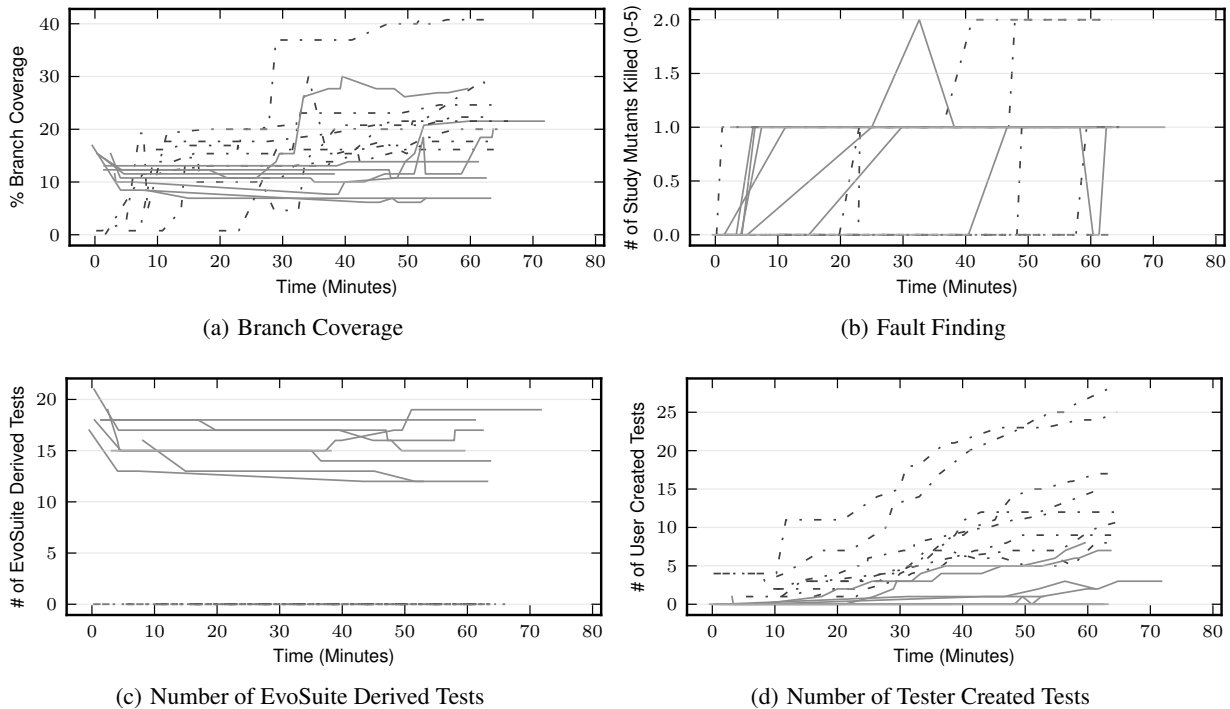 % Branch Coverage
40
30
20
10
0
0 10 20 30 40 50 60 70 80
Time (Minutes)
(a) Branch Coverage
# of Study Mutants Killed (0-5)
2.0
1.5
1.0
0.5
0.0
0 10 20 30 40 50 60 70 80
Time (Minutes)
(b) Fault Finding
# of EvoSuite Derived Tests
20
15
10
5
0
0 10 20 30 40 50 60 70 80
Time (Minutes)
(c) Number of EvoSuite Derived Tests
# of User Created Tests
25
20
15
10
5
0
0 10 20 30 40 50 60 70 80
Time (Minutes)
(d) Number of Tester Created Tests